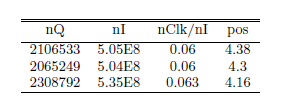 nQ nI nClk/nI pos
2106533 5.05E8 0.06 4.38
2065249 5.04E8 0.06 4.3
2308792 5.35E8 0.063 4.16